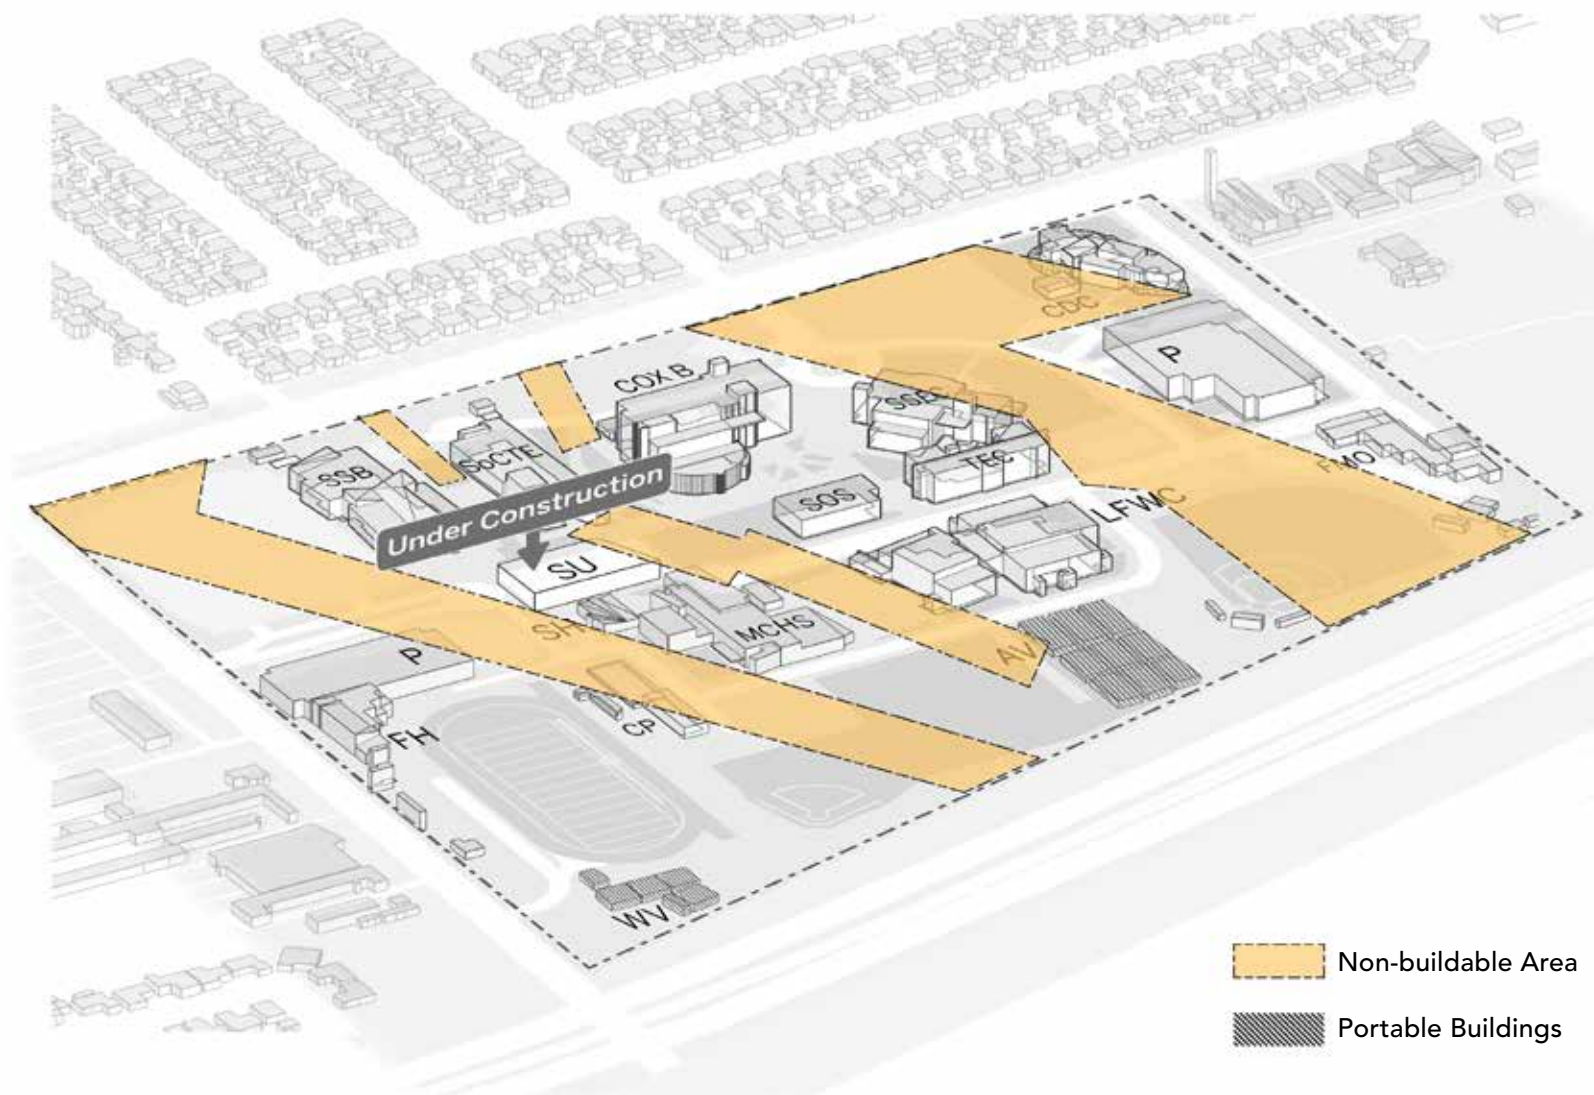 CDC
P
COX B
SSB
SoCTE
TEC
FMO
Under Construction
SOS
LFWC
SU
SH
MCHS
AV
P
CP
FH
WV
Non-buildable Area
Portable Buildings